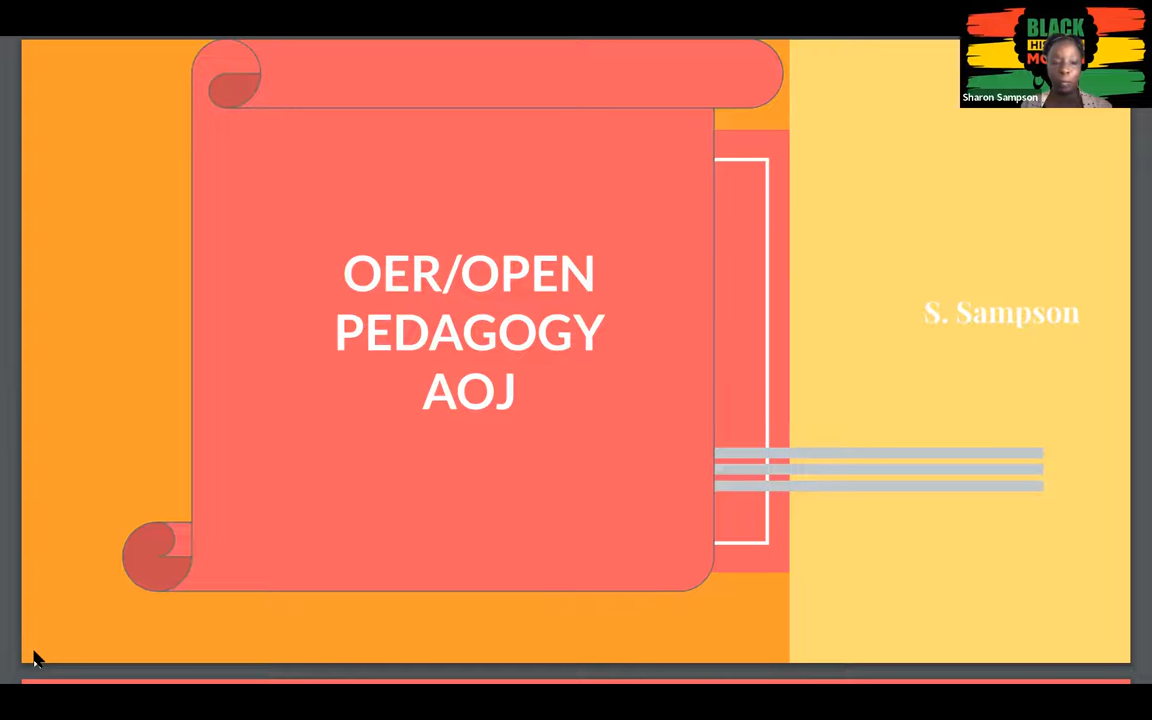 BLACK
Sharon Sampson
OER/OPEN
PEDAGOGY
AOJ
S. Sampson